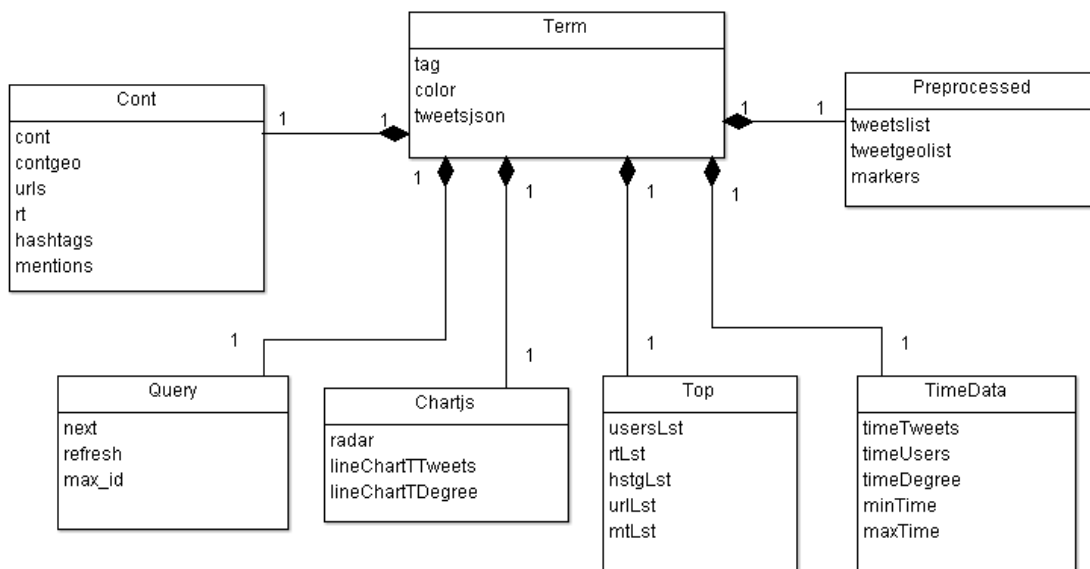 Term
tag
color
tweetsjson
Cont
cont
contgeo
urls
rt
hashtags
mentions
Preprocessed
tweetslist
tweetgeolist
markers
1
1
1
1
1
1
1
1
1
1
1
1
Query
next
refresh
max_id
Chartjs
radar
lineChartTTweets
lineChartTDegree
Top
usersLst
rtLst
hstgLst
urlLst
mtLst
TimeData
timeTweets
timeUsers
timeDegree
minTime
maxTime